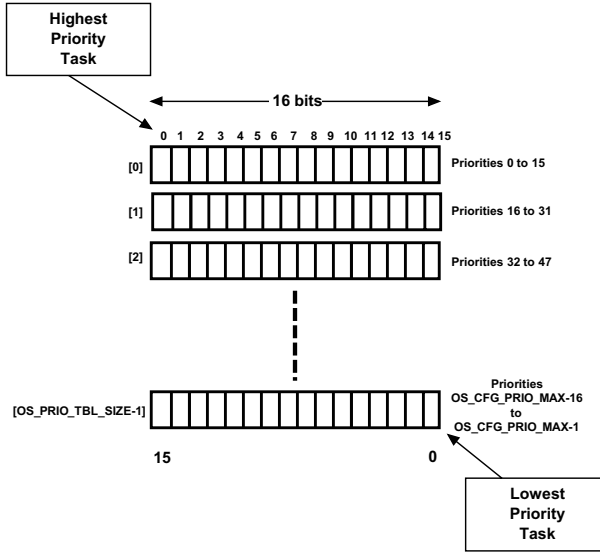 Highest
Priority
Task
16 bits
0 1 2 3 4 5 6 7 8 9 10 11 12 13 14 15
[0] Priorities 0 to 15
[1] Priorities 16 to 31
[2] Priorities 32 to 47
Priorities
OS_CFG_PRIO_MAX-16
[OS_PRIO_TBL_SIZE-1] to
OS_CFG_PRIO_MAX-1
15 0
Lowest
Priority
Task